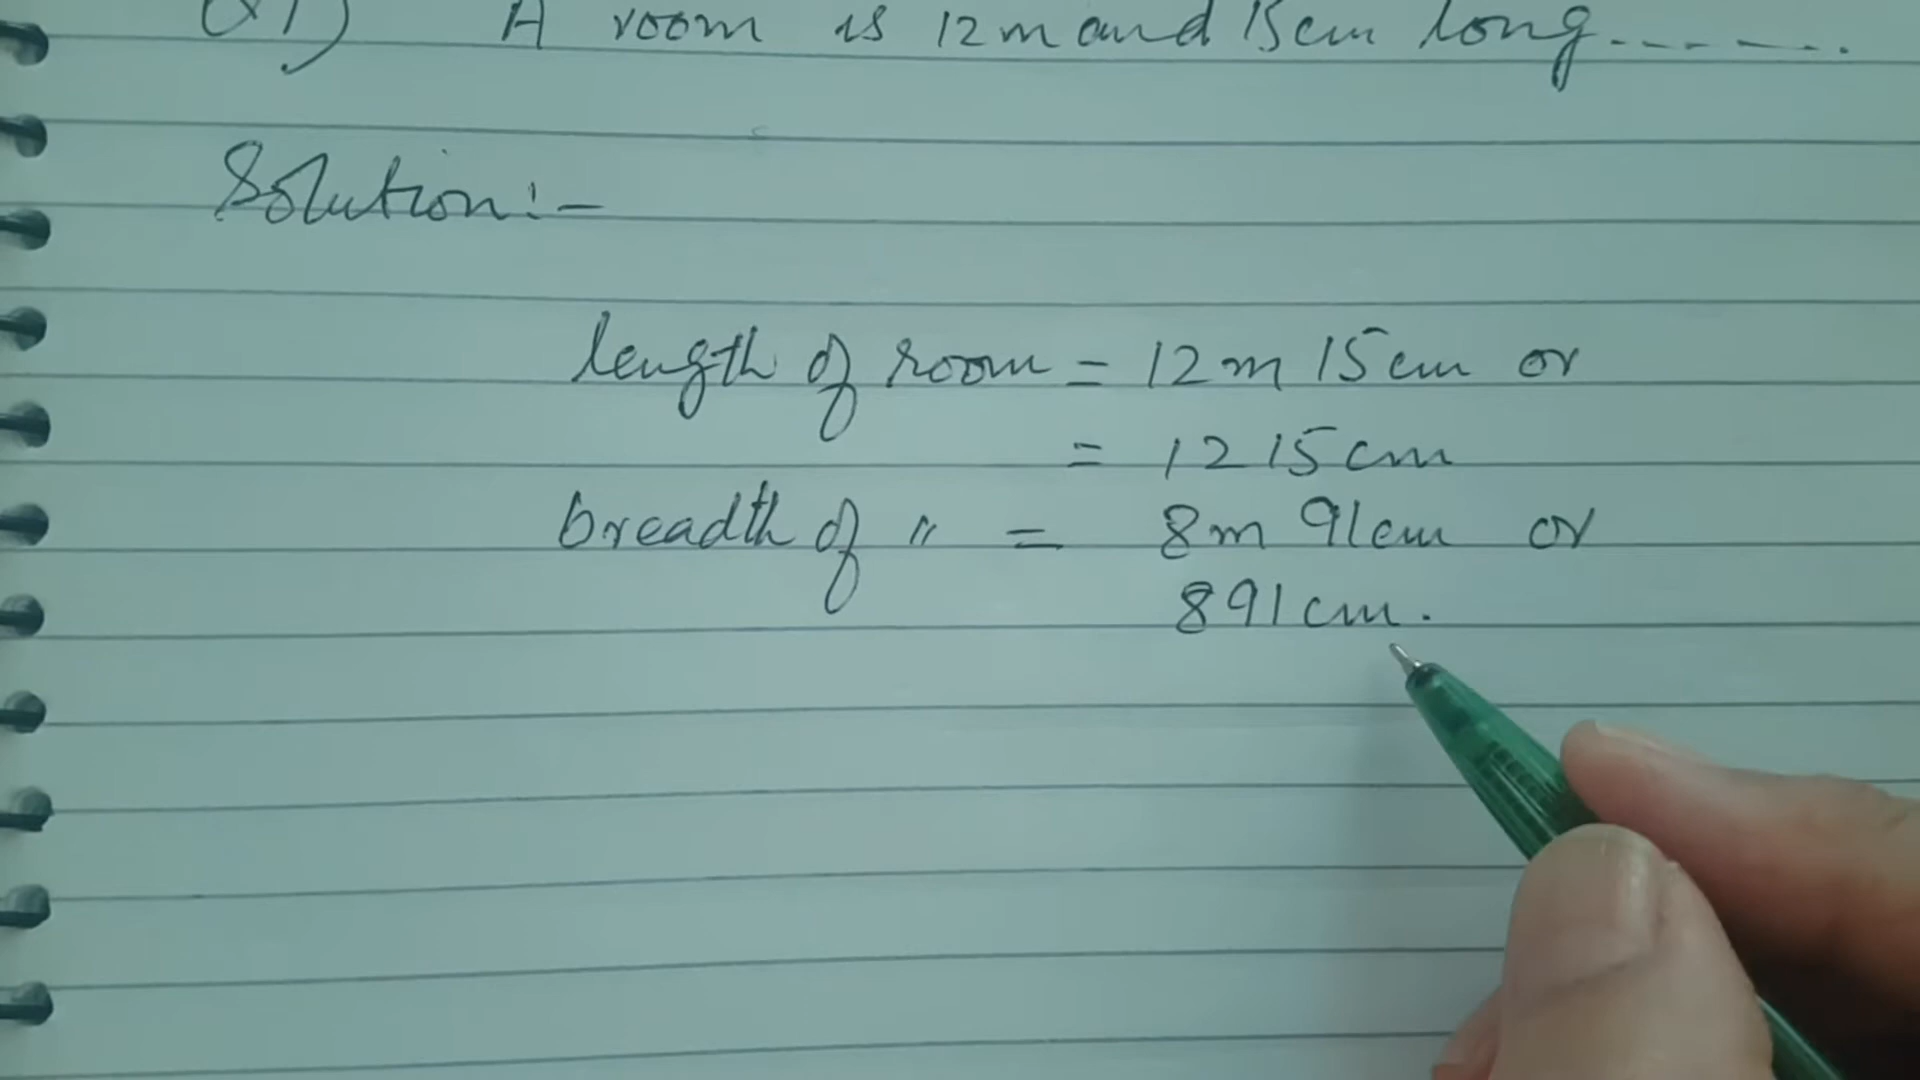 A room is 12m and 15cm long........
Solution:-
length of room = 12m 15cm or
= 1215cm
breadth of " = 8m 91cm or
891cm.